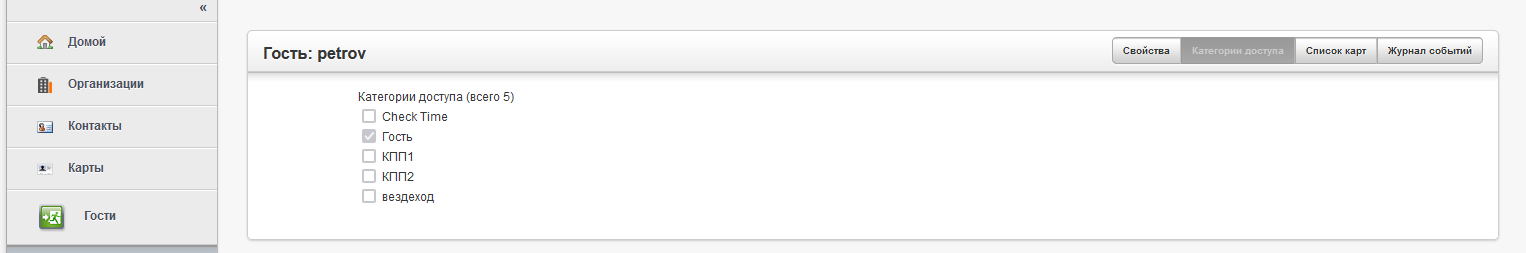 «
Домой
Организации
Контакты
Карты
Гости
Гость: petrov
Свойства Категории доступа Список карт Журнал событий
Категории доступа (всего 5)
Check Time
Гость
КПП1
КПП2
вездеход